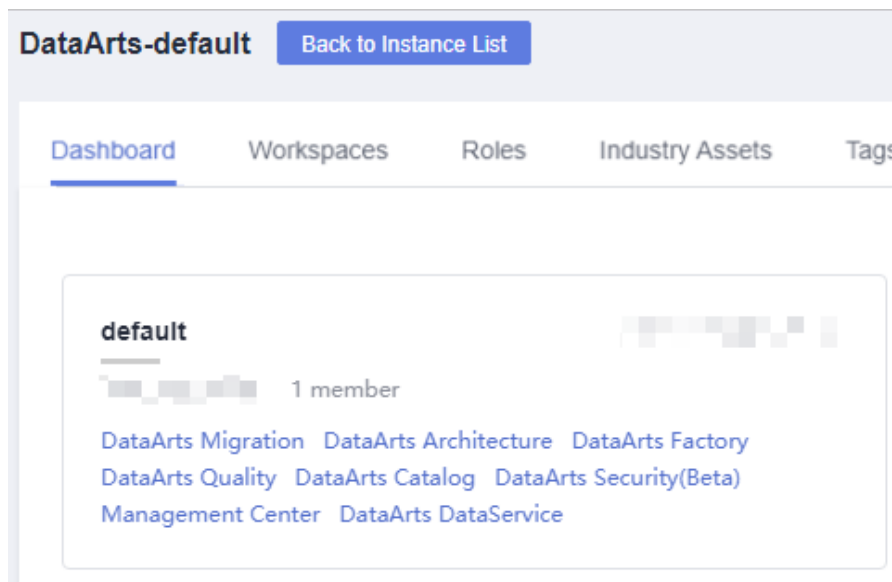 DataArts-default Back to Instance List
Dashboard Workspaces Roles Industry Assets Tags
default
1 member
DataArts Migration DataArts Architecture DataArts Factory
DataArts Quality DataArts Catalog DataArts Security(Beta)
Management Center DataArts DataService